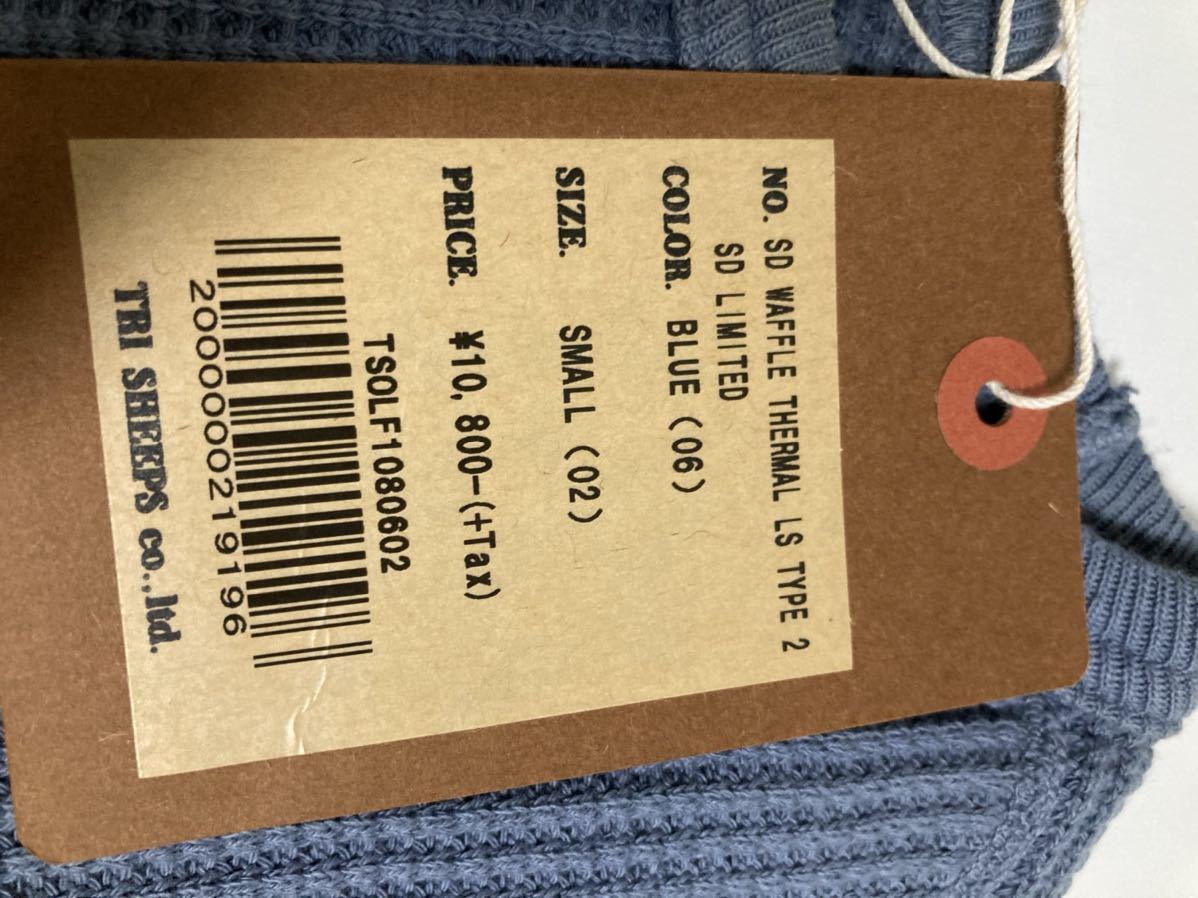 NO. SD WAFFLE THERMAL LS TYPE 2
SD LIMITED
COLOR. BLUE (06)
SIZE. SMALL (02)
PRICE. ¥10,800-(+Tax)
TSOLF1080602
2000000219196
TRI SHEEPS co.,ltd.